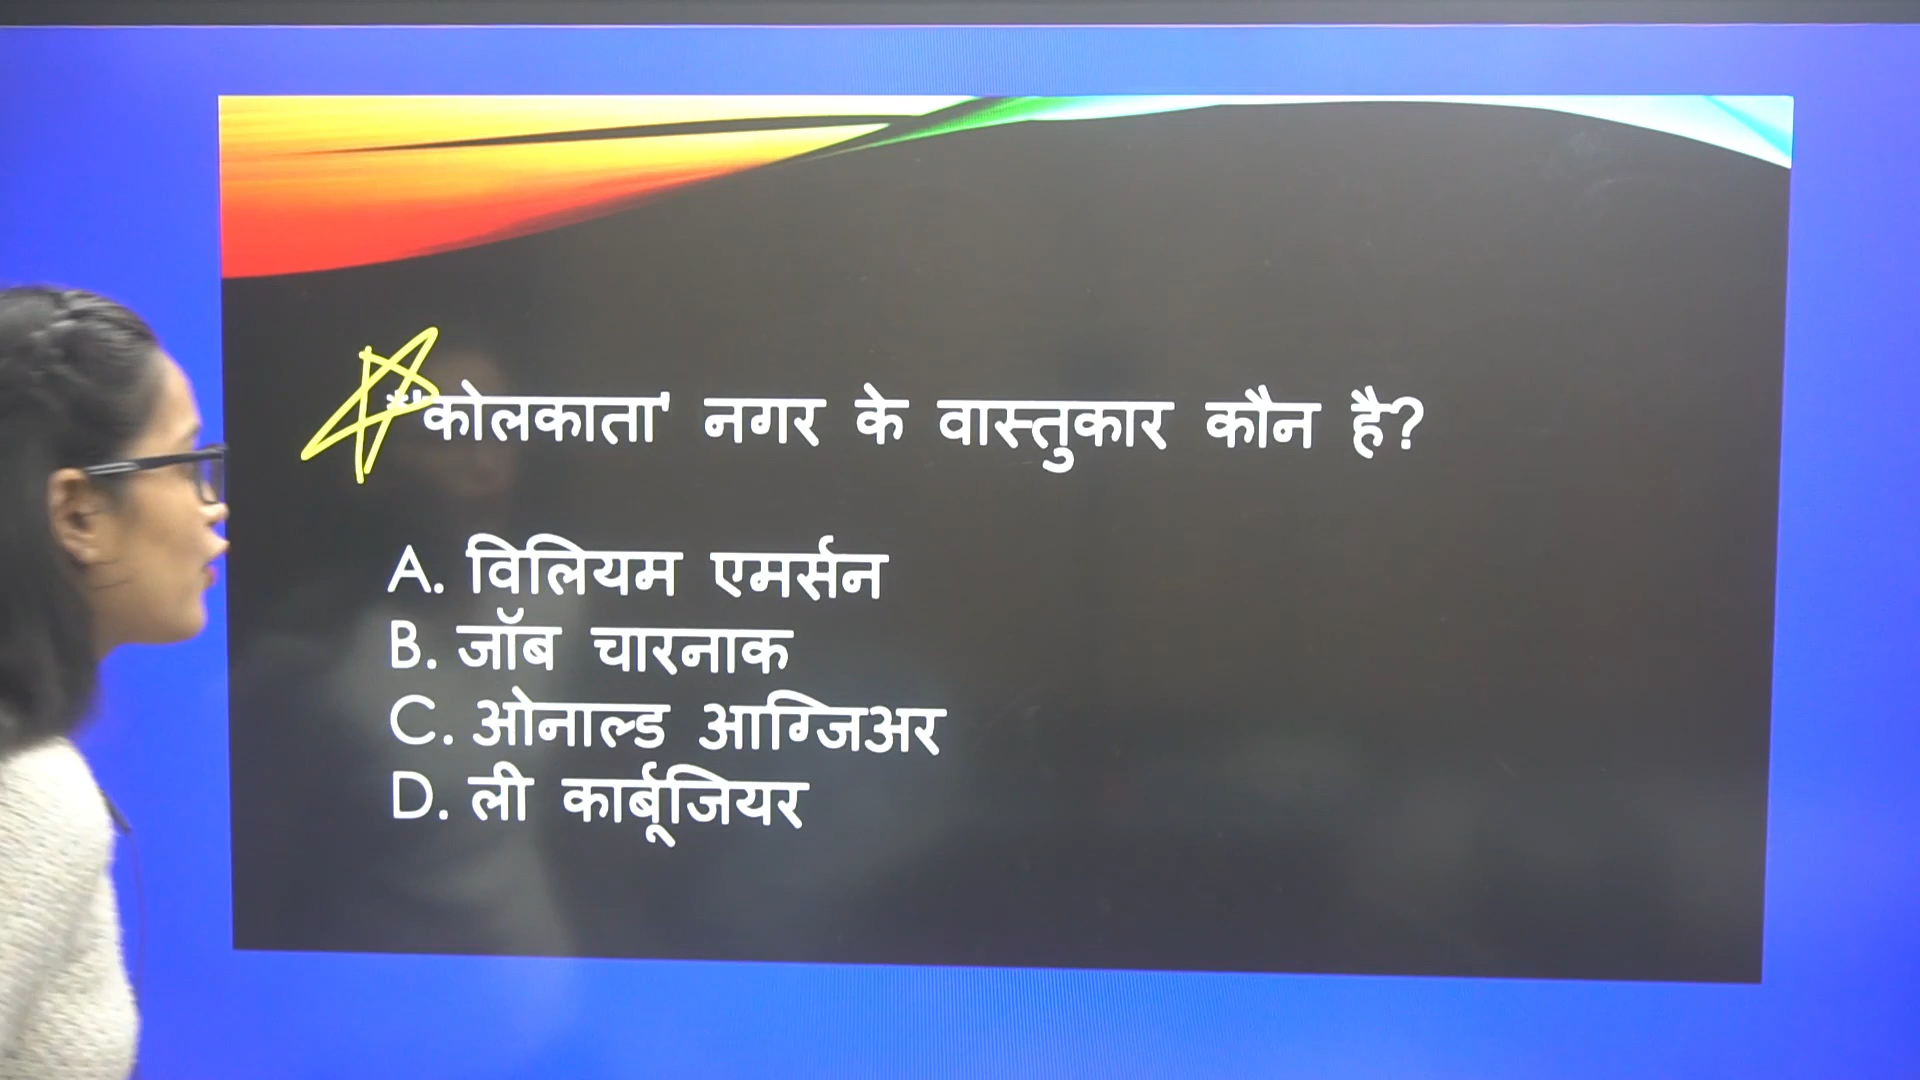 *'कोलकाता' नगर के वास्तुकार कौन है?
A. विलियम एमर्सन
B. जॉब चारनाक
C. ओनाल्ड आग्जिअर
D. ली कार्बूजियर